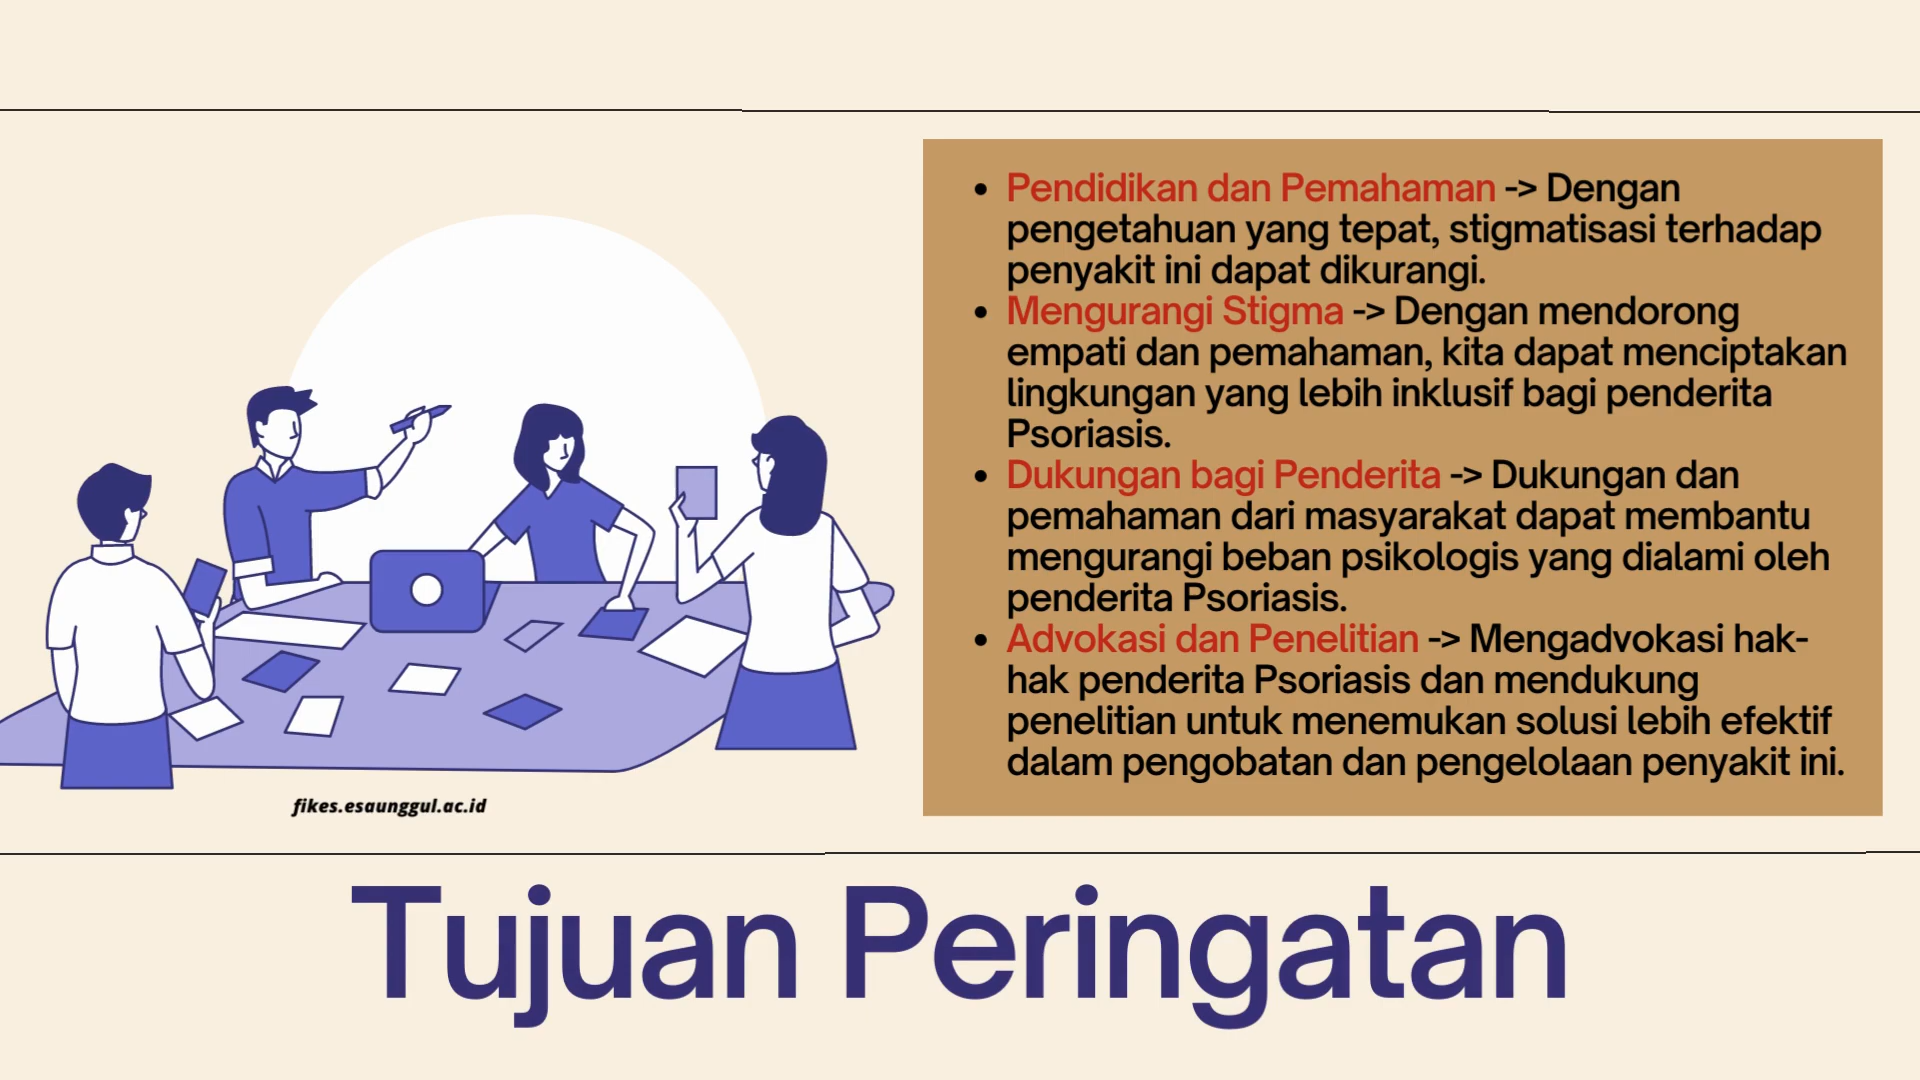 Pendidikan dan Pemahaman -> Dengan
pengetahuan yang tepat, stigmatisasi terhadap
penyakit ini dapat dikurangi.
Mengurangi Stigma -> Dengan mendorong
empati dan pemahaman, kita dapat menciptakan
lingkungan yang lebih inklusif bagi penderita
Psoriasis.
Dukungan bagi Penderita -> Dukungan dan
pemahaman dari masyarakat dapat membantu
mengurangi beban psikologis yang dialami oleh
penderita Psoriasis.
Advokasi dan Penelitian -> Mengadvokasi hak-
hak penderita Psoriasis dan mendukung
penelitian untuk menemukan solusi lebih efektif
dalam pengobatan dan pengelolaan penyakit ini.
fikes.esaunggul.ac.id
Tujuan Peringatan